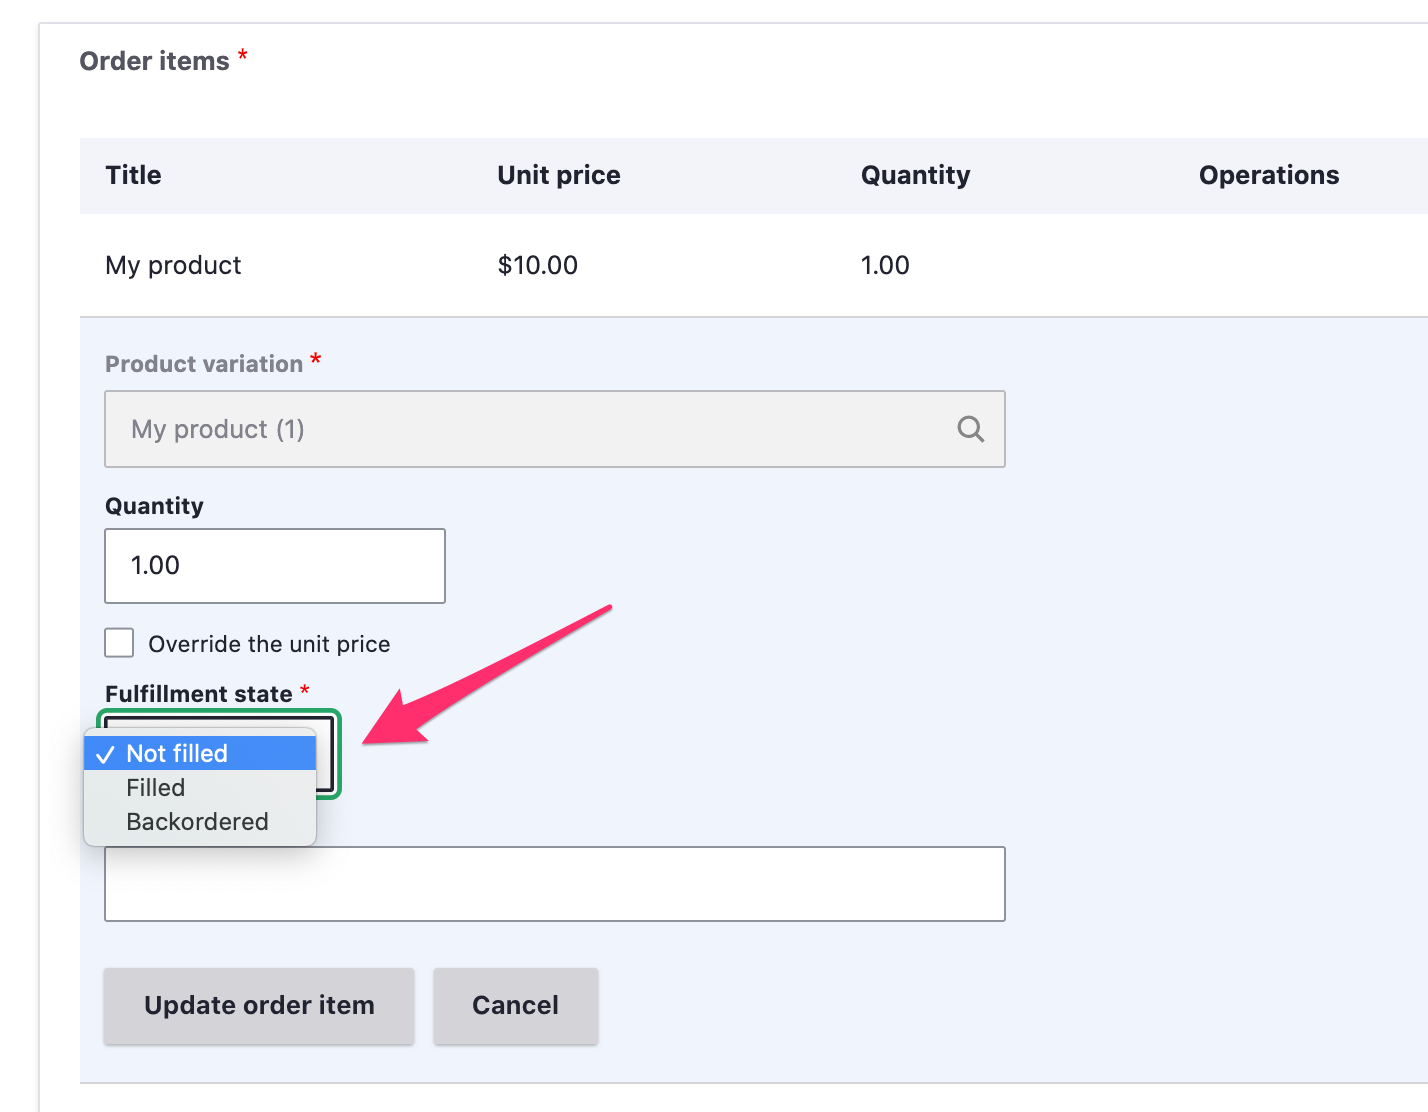 Order items *
Title Unit price Quantity Operations
My product $10.00 1.00
Product variation *
My product (1)
Quantity
1.00
Override the unit price
Fulfillment state *
Not filled
Filled
Backordered
Update order item Cancel